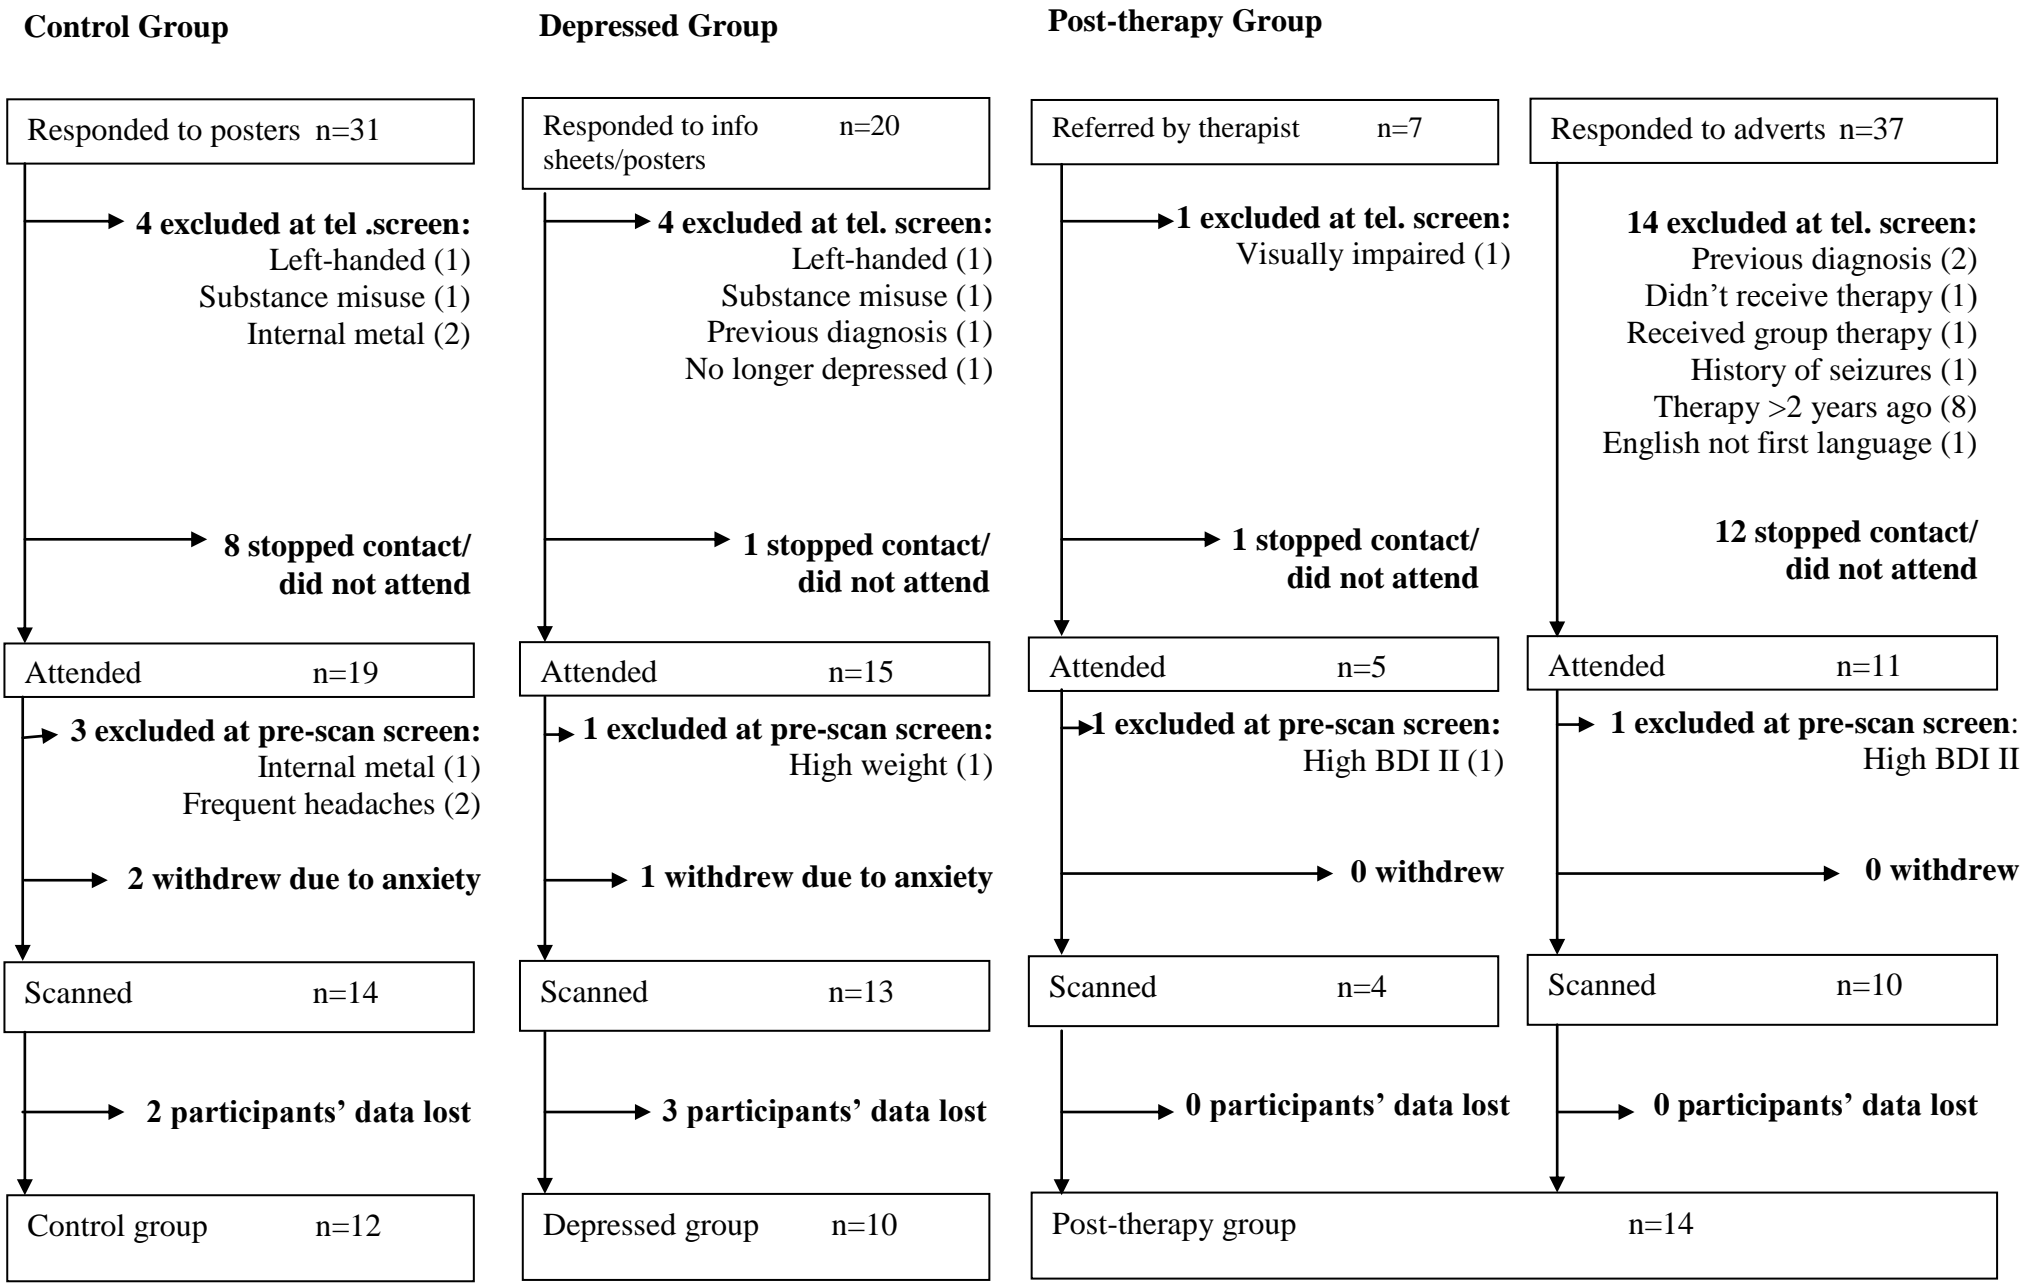 Control Group
Responded to posters n=31
4 excluded at tel .screen:
Left-handed (1)
Substance misuse (1)
Internal metal (2)
8 stopped contact/
did not attend
Attended n=19
3 excluded at pre-scan screen:
Internal metal (1)
Frequent headaches (2)
2 withdrew due to anxiety
Scanned n=14
2 participants’ data lost
Control group n=12
Depressed Group
Responded to info n=20
sheets/posters
4 excluded at tel. screen:
Left-handed (1)
Substance misuse (1)
Previous diagnosis (1)
No longer depressed (1)
1 stopped contact/
did not attend
Attended n=15
1 excluded at pre-scan screen:
High weight (1)
1 withdrew due to anxiety
Scanned n=13
3 participants’ data lost
Depressed group n=10
Post-therapy Group
Referred by therapist n=7
1 excluded at tel. screen:
Visually impaired (1)
1 stopped contact/
did not attend
Attended n=5
1 excluded at pre-scan screen:
High BDI II (1)
0 withdrew
Scanned n=4
0 participants’ data lost
Responded to adverts n=37
14 excluded at tel. screen:
Previous diagnosis (2)
Didn’t receive therapy (1)
Received group therapy (1)
History of seizures (1)
Therapy >2 years ago (8)
English not first language (1)
12 stopped contact/
did not attend
Attended n=11
1 excluded at pre-scan screen:
High BDI II
0 withdrew
Scanned n=10
0 participants’ data lost
Post-therapy group n=14